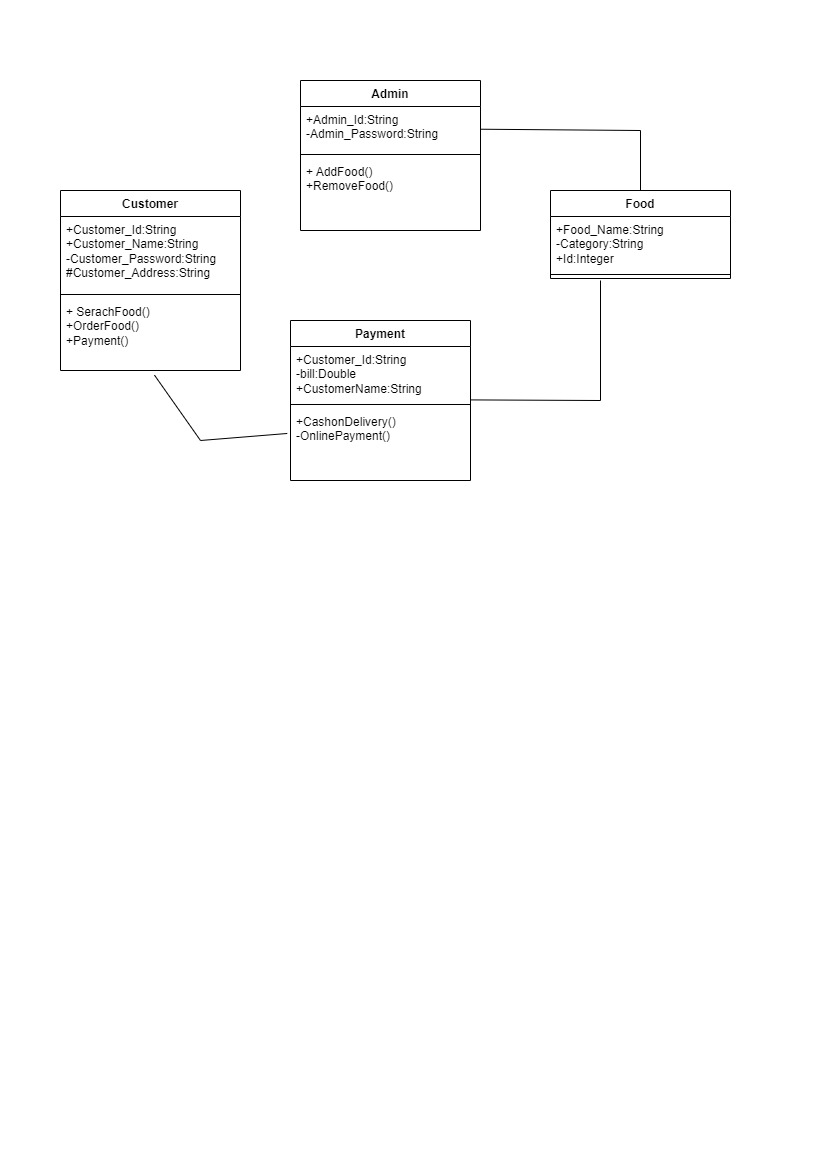 Admin
+Admin_Id:String
-Admin_Password:String
+ AddFood()
+RemoveFood()
Customer
+Customer_Id:String
+Customer_Name:String
-Customer_Password:String
#Customer_Address:String
+ SerachFood()
+OrderFood()
+Payment()
Food
+Food_Name:String
-Category:String
+Id:Integer
Payment
+Customer_Id:String
-bill:Double
+CustomerName:String
+CashonDelivery()
-OnlinePayment()